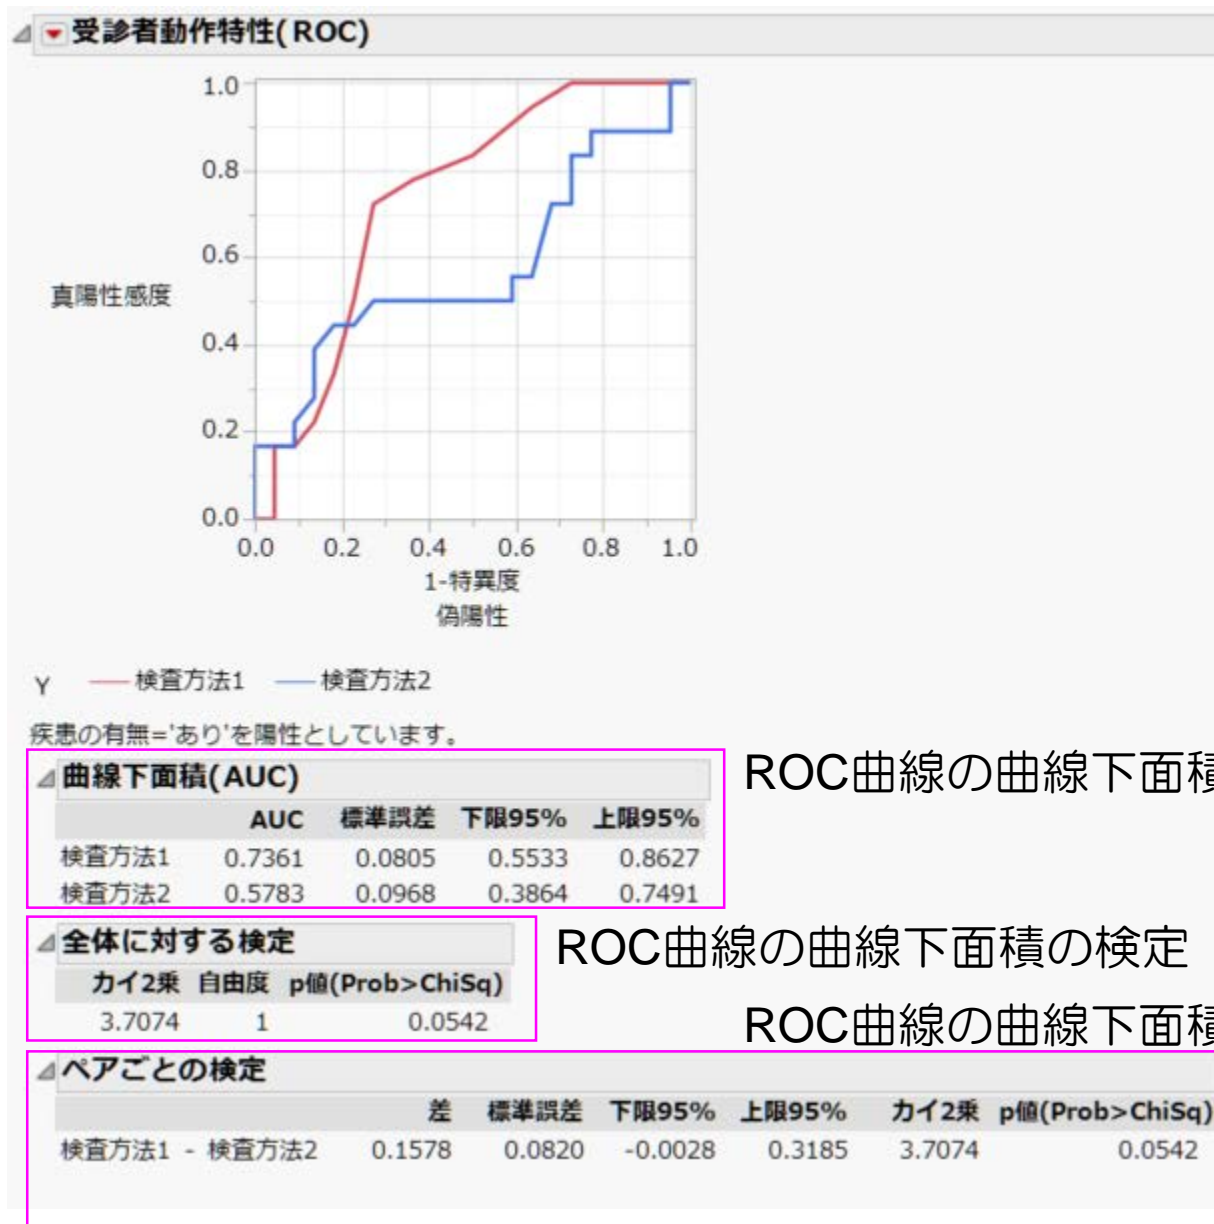 受診者動作特性(ROC)
1.0
0.8
0.6
真陽性感度
0.4
0.2
0.0
0.0 0.2 0.4 0.6 0.8 1.0
1-特異度
偽陽性
Y 検査方法1 検査方法2
疾患の有無='あり'を陽性としています。
曲線下面積(AUC)
ROC曲線の曲線下面積
AUC 標準誤差 下限95% 上限95%
検査方法1 0.7361 0.0805 0.5533 0.8627
検査方法2 0.5783 0.0968 0.3864 0.7491
全体に対する検定
ROC曲線の曲線下面積の検定
カイ2乗 自由度 p値(Prob>ChiSq)
3.7074 1 0.0542
ROC曲線の曲線下面積
ペアごとの検定
差 標準誤差 下限95% 上限95% カイ2乗 p値(Prob>ChiSq)
検査方法1 - 検査方法2 0.1578 0.0820 -0.0028 0.3185 3.7074 0.0542